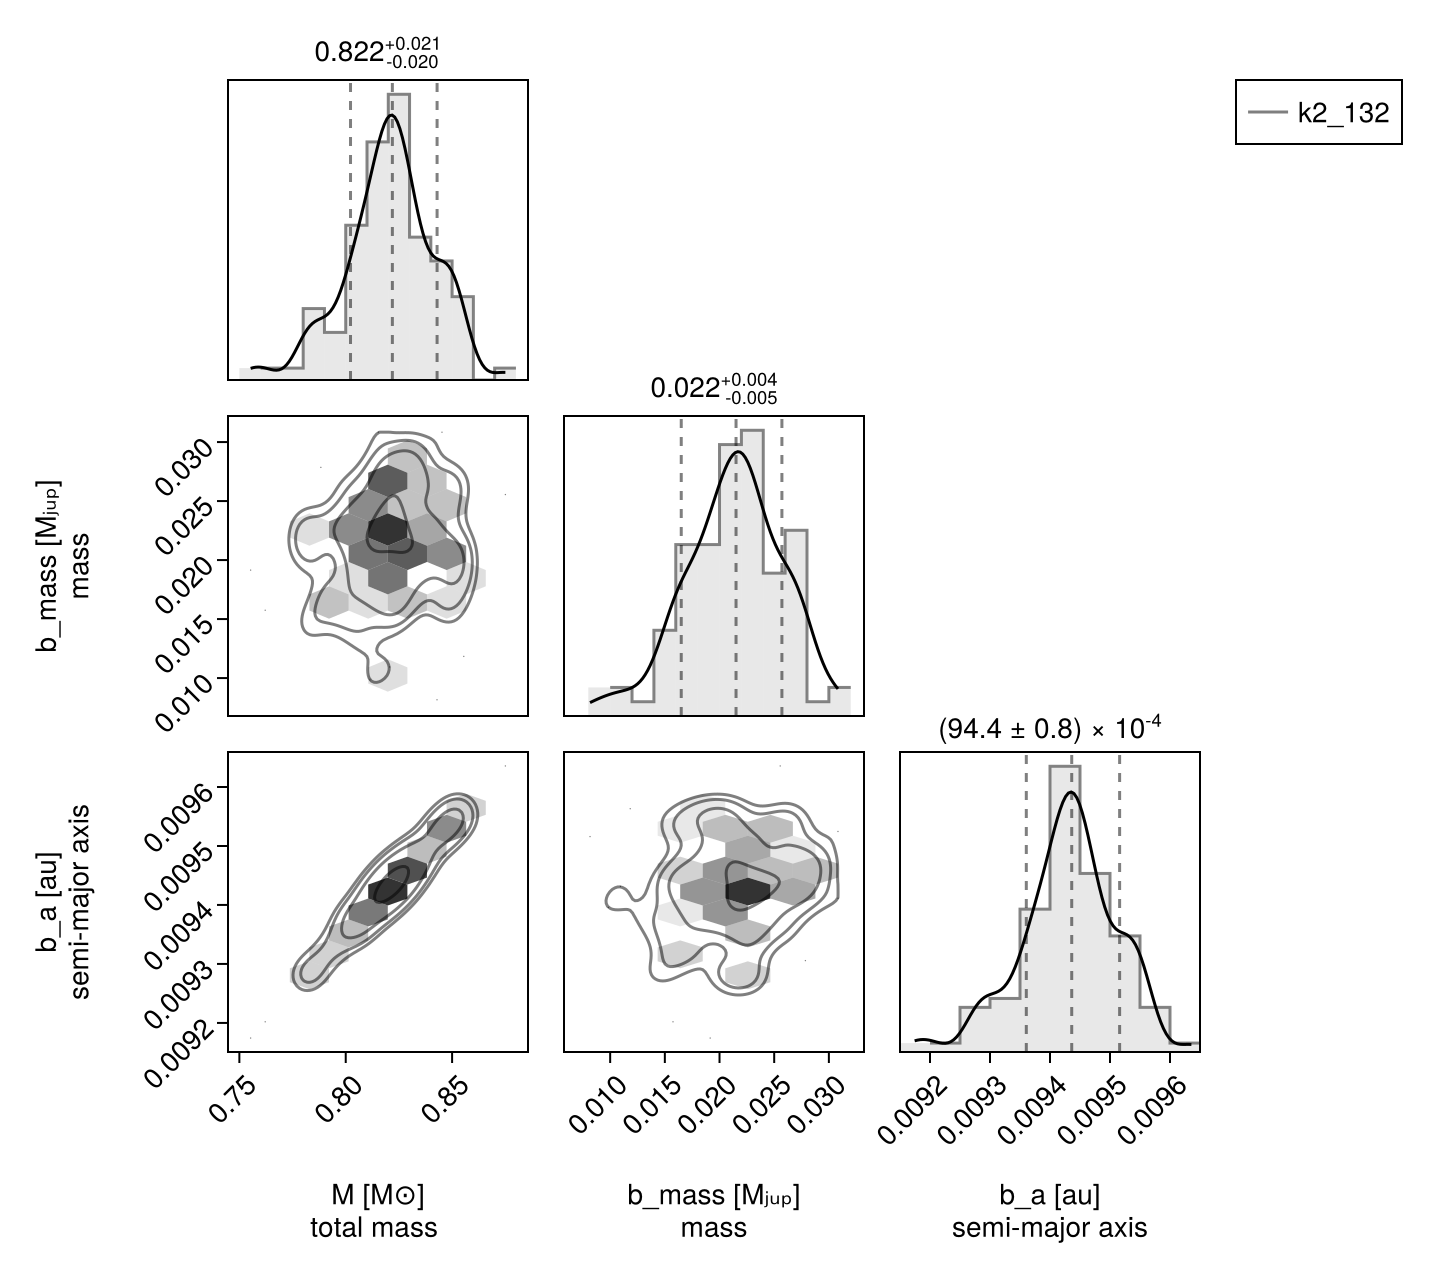 0.822+0.021-0.020
k2_132
0.022+0.004-0.005
b_mass [Mⱼᵤₚ]
mass
0.030
0.025
0.020
0.015
0.010
(94.4 ± 0.8) × 10-4
b_a [au]
semi-major axis
0.0096
0.0095
0.0094
0.0093
0.0092
0.75
0.80
0.85
0.010
0.015
0.020
0.025
0.030
0.0092
0.0093
0.0094
0.0095
0.0096
M [M⊙]
total mass
b_mass [Mⱼᵤₚ]
mass
b_a [au]
semi-major axis